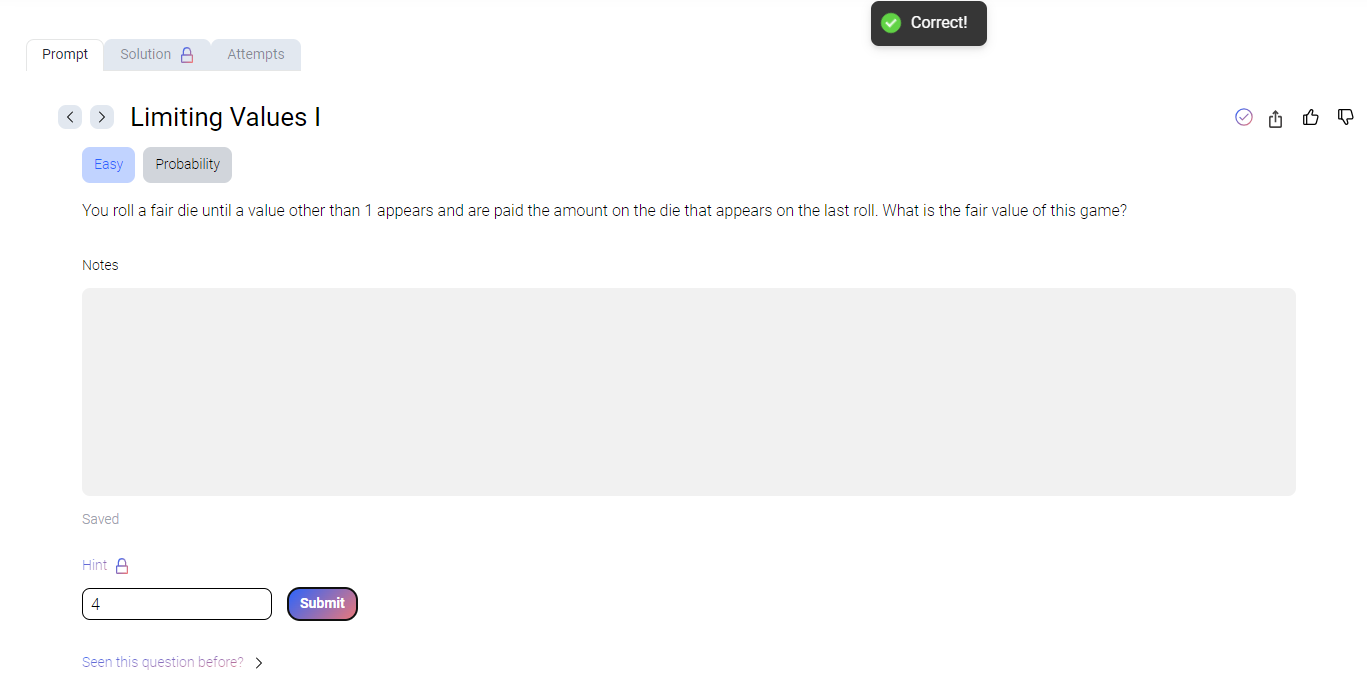 Correct!
Prompt
Solution
Attempts
Limiting Values I
Easy
Probability
You roll a fair die until a value other than 1 appears and are paid the amount on the die that appears on the last roll. What is the fair value of this game?
Notes
Saved
Hint
4
Submit
Seen this question before?